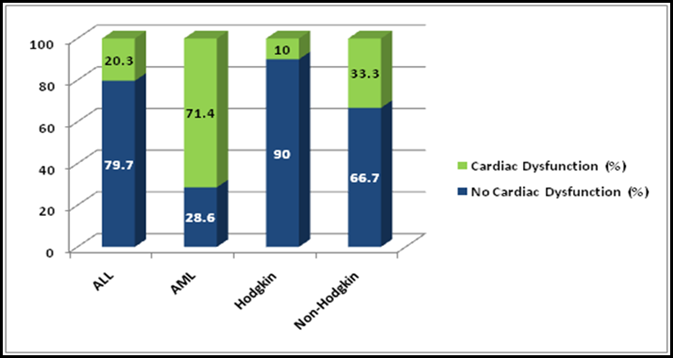 100
80
60
40
20
0
20.3
79.7
71.4
28.6
10
90
33.3
66.7
ALL
AML
Hodgkin
Non-Hodgkin
Cardiac Dysfunction (%)
No Cardiac Dysfunction (%)